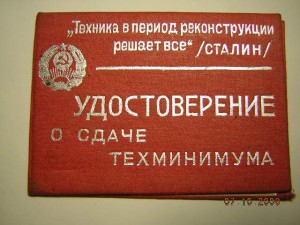 „Техника в период реконструкции
решает все“ /СТАЛИН/
УДОСТОВЕРЕНИЕ
О СДАЧЕ
ТЕХМИНИМУМА